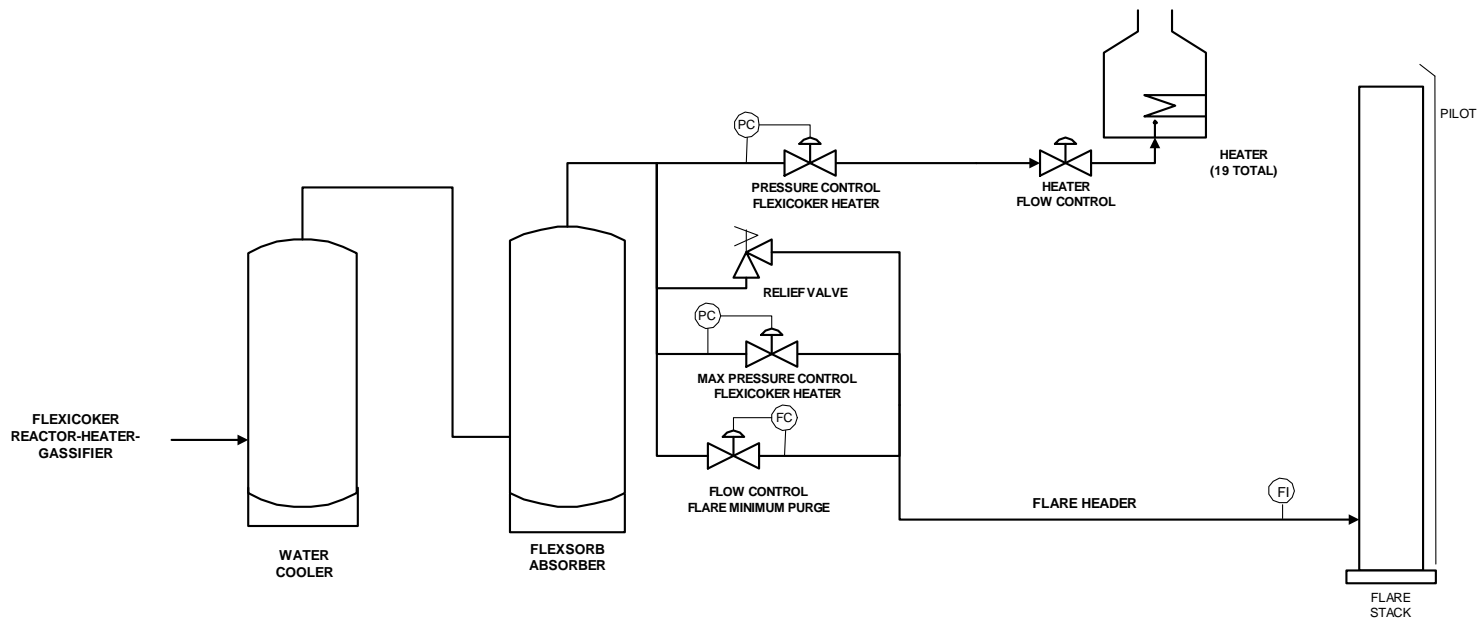 PILOT
PC
HEATER
(19 TOTAL)
PRESSURE CONTROL
FLEXICOKER HEATER
HEATER
FLOW CONTROL
RELIEF VALVE
PC
MAX PRESSURE CONTROL
FLEXICOKER HEATER
FLEXICOKER
REACTOR-HEATER-
GASSIFIER
FC
FLOW CONTROL
FLARE MINIMUM PURGE
FI
FLARE HEADER
WATER
COOLER
FLEXSORB
ABSORBER
FLARE
STACK